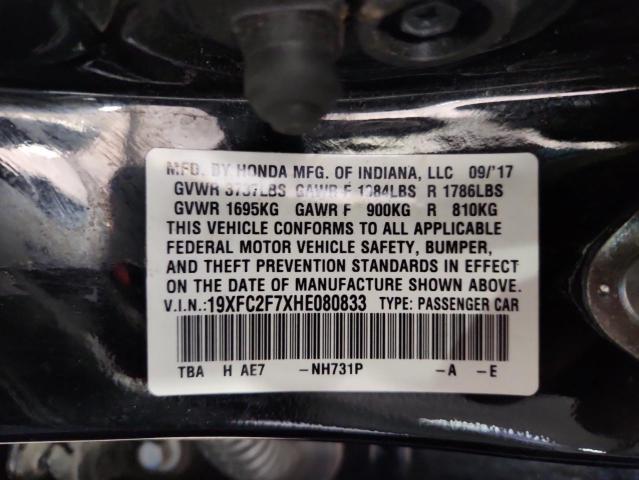 MFD. BY HONDA MFG. OF INDIANA, LLC 09/'17
GVWR 3737LBS GAWR F 1984LBS R 1786LBS
GVWR 1695KG GAWR F 900KG R 810KG
THIS VEHICLE CONFORMS TO ALL APPLICABLE
FEDERAL MOTOR VEHICLE SAFETY, BUMPER,
AND THEFT PREVENTION STANDARDS IN EFFECT
ON THE DATE OF MANUFACTURE SHOWN ABOVE.
V.I.N.:19XFC2F7XHE080833 TYPE: PASSENGER CAR
TBA H AE7 -NH731P -A -E